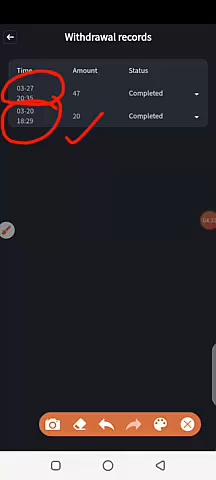 Withdrawal records
Time Amount Status
03-27
20:35 47 Completed
03-20
18:29 20 Completed